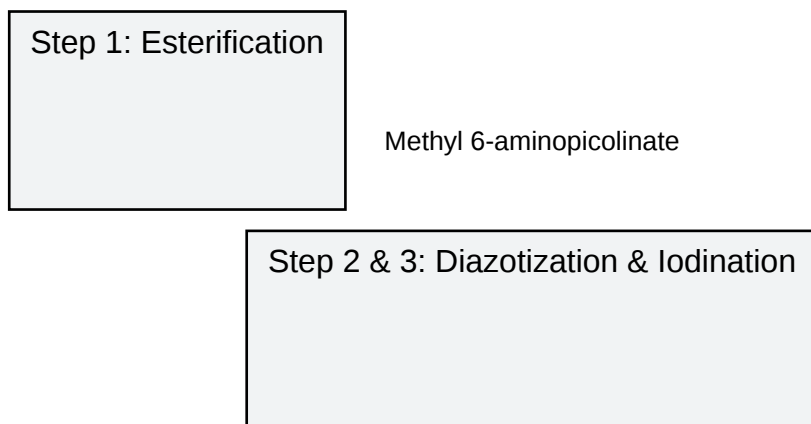 Step 1: Esterification
Methyl 6-aminopicolinate
Step 2 & 3: Diazotization & Iodination